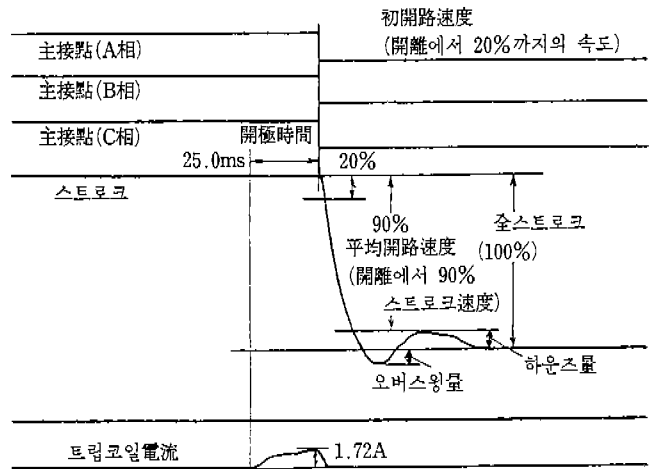 初開路速度
(開離에서 20%까지의 속도)
主接點(A相)
主接點(B相)
主接點(C相)
開極時間
25.0ms
20%
스트로크
90%
全스트로크
(100%)
平均開路速度
(開離에서 90%
스트로크速度)
하운즈量
오버스윙量
트립코일電流
1.72A